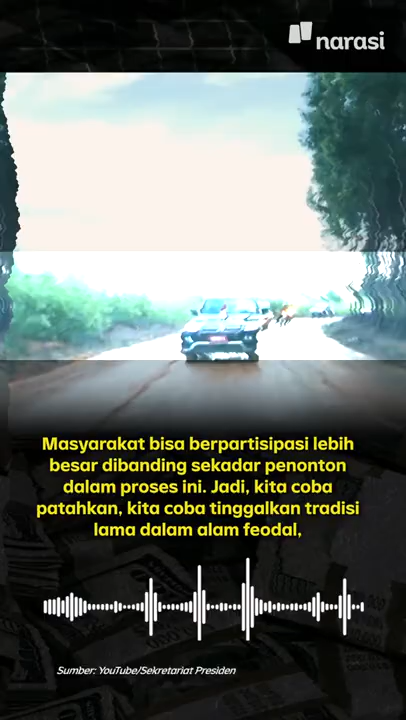 narasi
Masyarakat bisa berpartisipasi lebih
besar dibanding sekadar penonton
dalam proses ini. Jadi, kita coba
patahkan, kita coba tinggalkan tradisi
lama dalam alam feodal,
Sumber: YouTube/Sekretariat Presiden